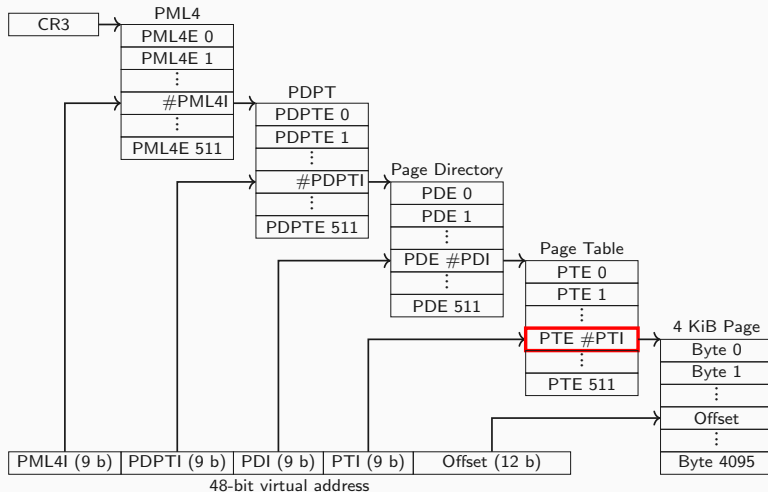 CR3
PML4
PML4E 0
PML4E 1
⋮
#PML4I
⋮
PML4E 511
PDPT
PDPTE 0
PDPTE 1
⋮
#PDPTI
⋮
PDPTE 511
Page Directory
PDE 0
PDE 1
⋮
PDE #PDI
⋮
PDE 511
Page Table
PTE 0
PTE 1
⋮
PTE #PTI
⋮
PTE 511
4 KiB Page
Byte 0
Byte 1
⋮
Offset
⋮
Byte 4095
PML4I (9 b) PDPTI (9 b) PDI (9 b) PTI (9 b) Offset (12 b)
48-bit virtual address